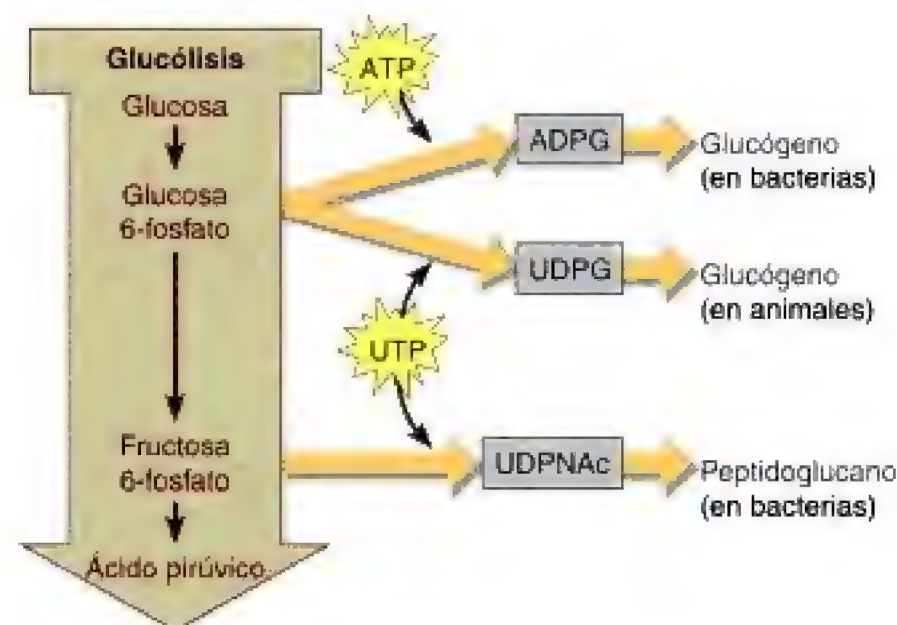 Glucólisis
Glucosa
Glucosa
6-fosfato
Fructosa
6-fosfato
Ácido pirúvico
ATP
UTP
ADPG
Glucógeno
(en bacterias)
UDPG
Glucógeno
(en animales)
UDPNAc
Peptidoglucano
(en bacterias)